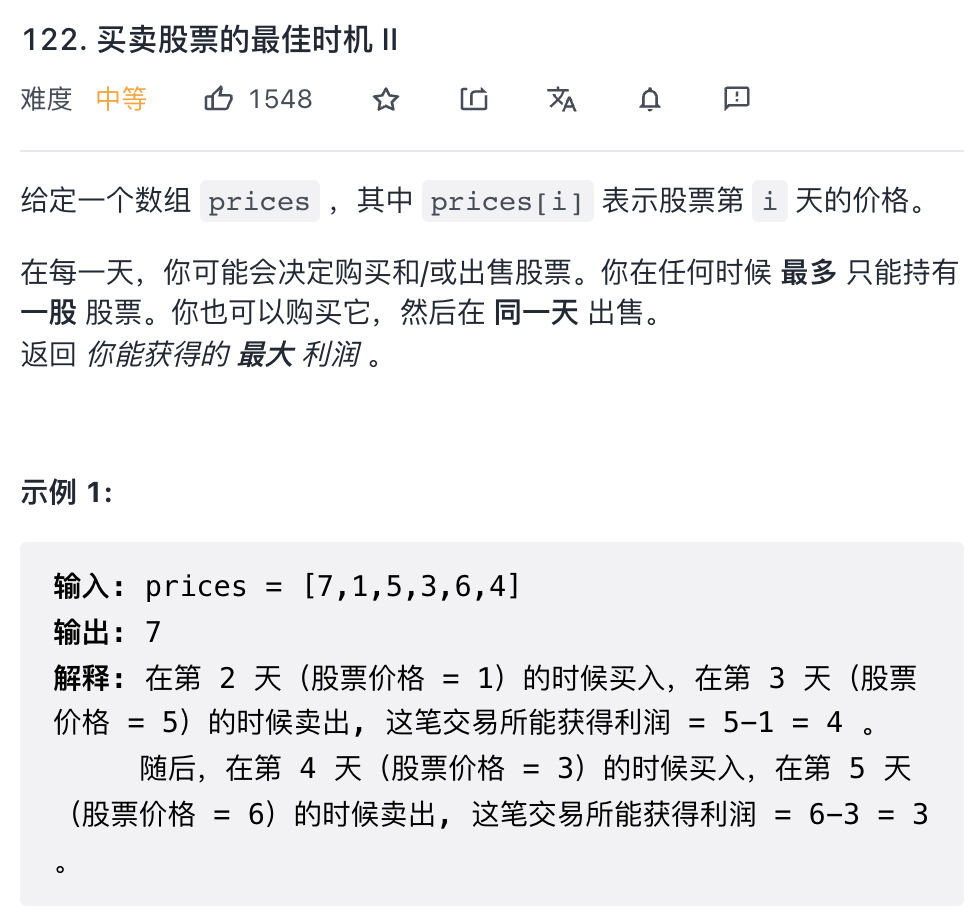 122. 买卖股票的最佳时机 II
难度 中等 1548
给定一个数组 prices ，其中 prices[i] 表示股票第 i 天的价格。
在每一天，你可能会决定购买和/或出售股票。你在任何时候 最多 只能持有
一股 股票。你也可以购买它，然后在 同一天 出售。
返回 你能获得的 最大 利润 。
示例 1:
输入: prices = [7,1,5,3,6,4]
输出: 7
解释: 在第 2 天（股票价格 = 1）的时候买入，在第 3 天（股票
价格 = 5）的时候卖出, 这笔交易所能获得利润 = 5-1 = 4 。
随后，在第 4 天（股票价格 = 3）的时候买入，在第 5 天
（股票价格 = 6）的时候卖出, 这笔交易所能获得利润 = 6-3 = 3
。